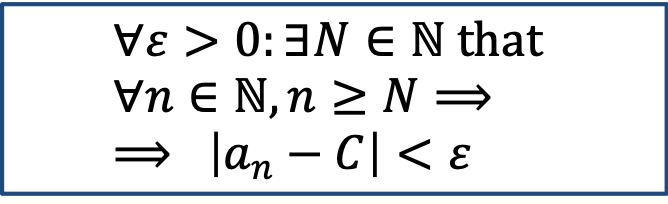 ∀ε > 0: ∃N ∈ ℕ that
∀n ∈ ℕ, n ≥ N ⟹
⟹ |aₙ − C| < ε